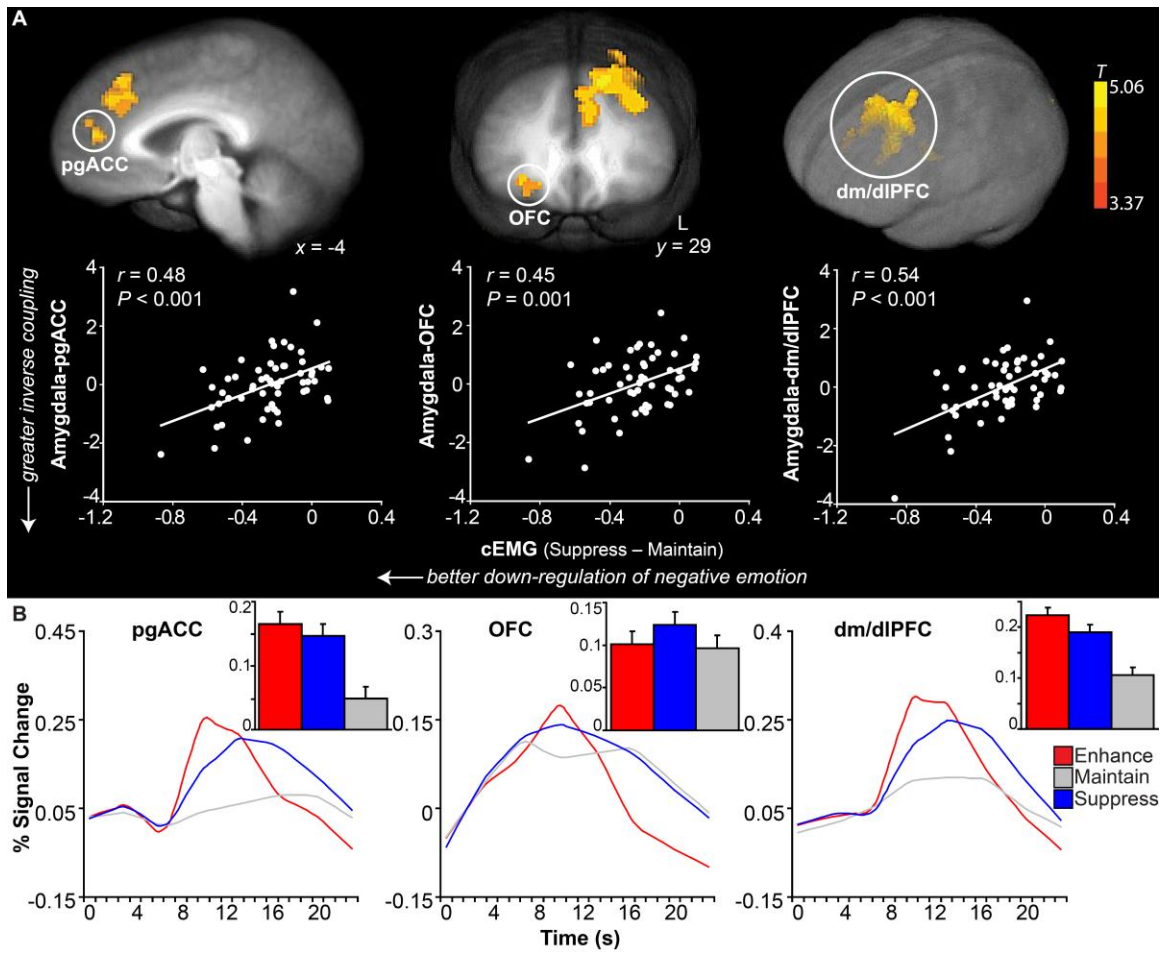 A
pgACC
x = -4
OFC
L
y = 29
dm/dlPFC
T
5.06
3.37
greater inverse coupling
Amygdala-pgACC
r = 0.48
P < 0.001
4
2
0
-2
-4
-1.2
-0.8
-0.4
0
0.4
Amygdala-OFC
r = 0.45
P = 0.001
4
2
0
-2
-4
-1.2
-0.8
-0.4
0
0.4
Amygdala-dm/dlPFC
r = 0.54
P < 0.001
4
2
0
-2
-4
-1.2
-0.8
-0.4
0
0.4
cEMG (Suppress – Maintain)
better down-regulation of negative emotion
B
% Signal Change
pgACC
0.45
0.25
0.05
-0.15
0.2
0.1
0
0 4 8 12 16 20
OFC
0.3
0.15
0
-0.15
0.15
0.1
0.05
0
0 4 8 12 16 20
dm/dlPFC
0.4
0.25
0.05
-0.15
0.2
0.1
0
0 4 8 12 16 20
Enhance
Maintain
Suppress
Time (s)